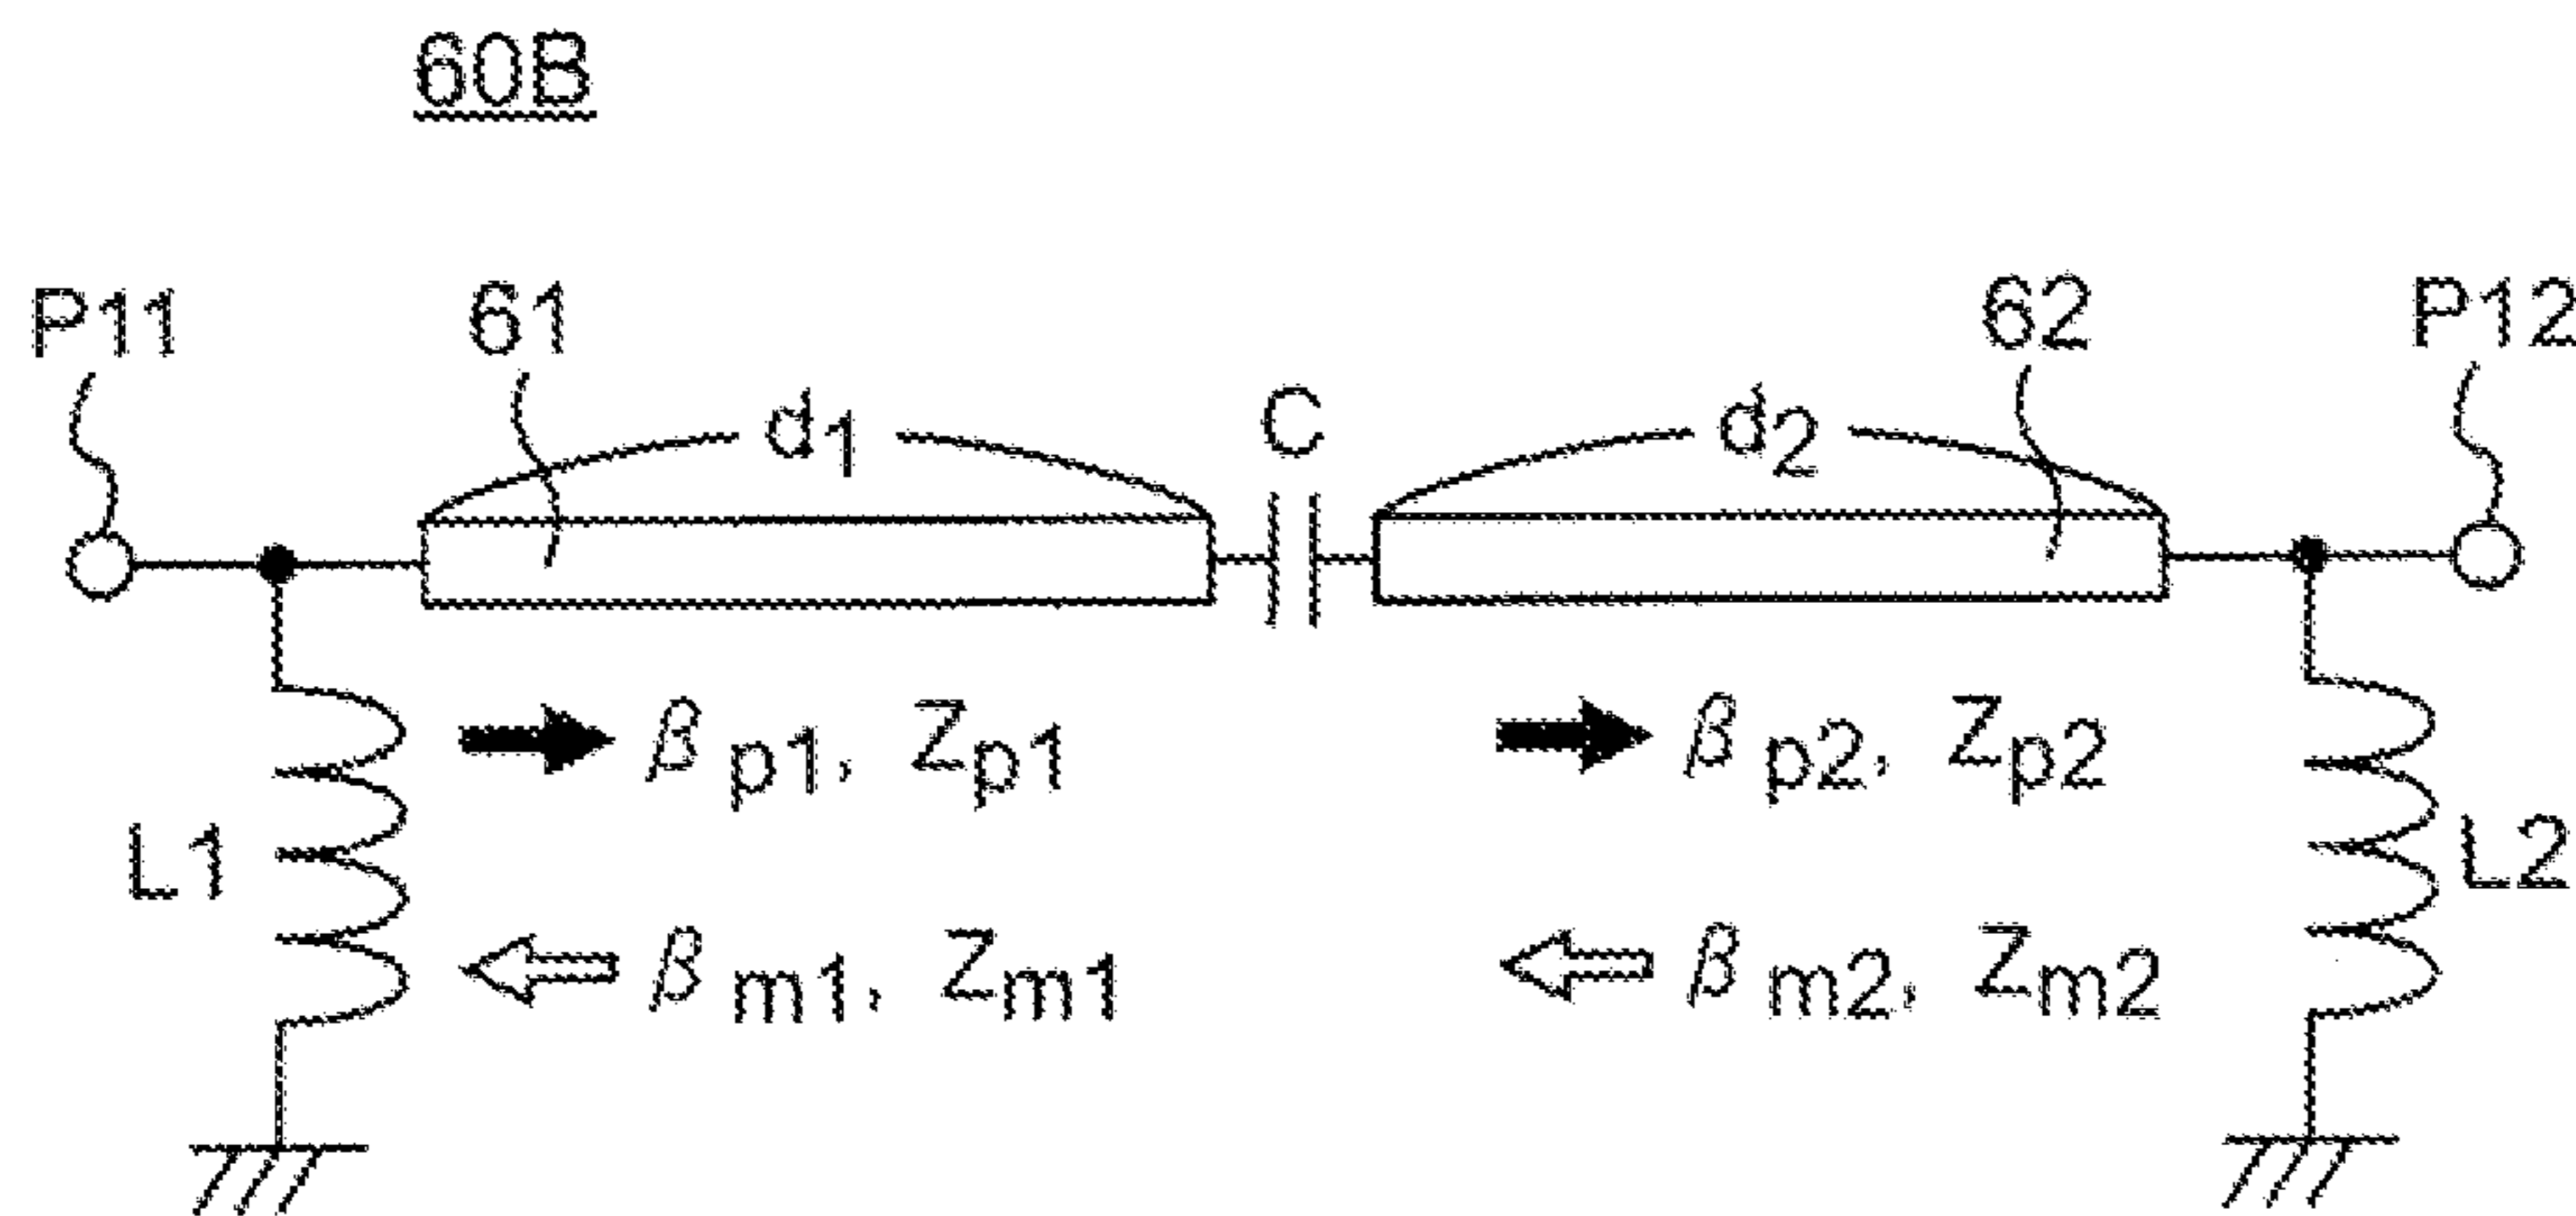 60B
P11 61 d1 C d2 62 P12
L1 βp1, Zp1 βp2, Zp2 L2
βm1, Zm1 βm2, Zm2